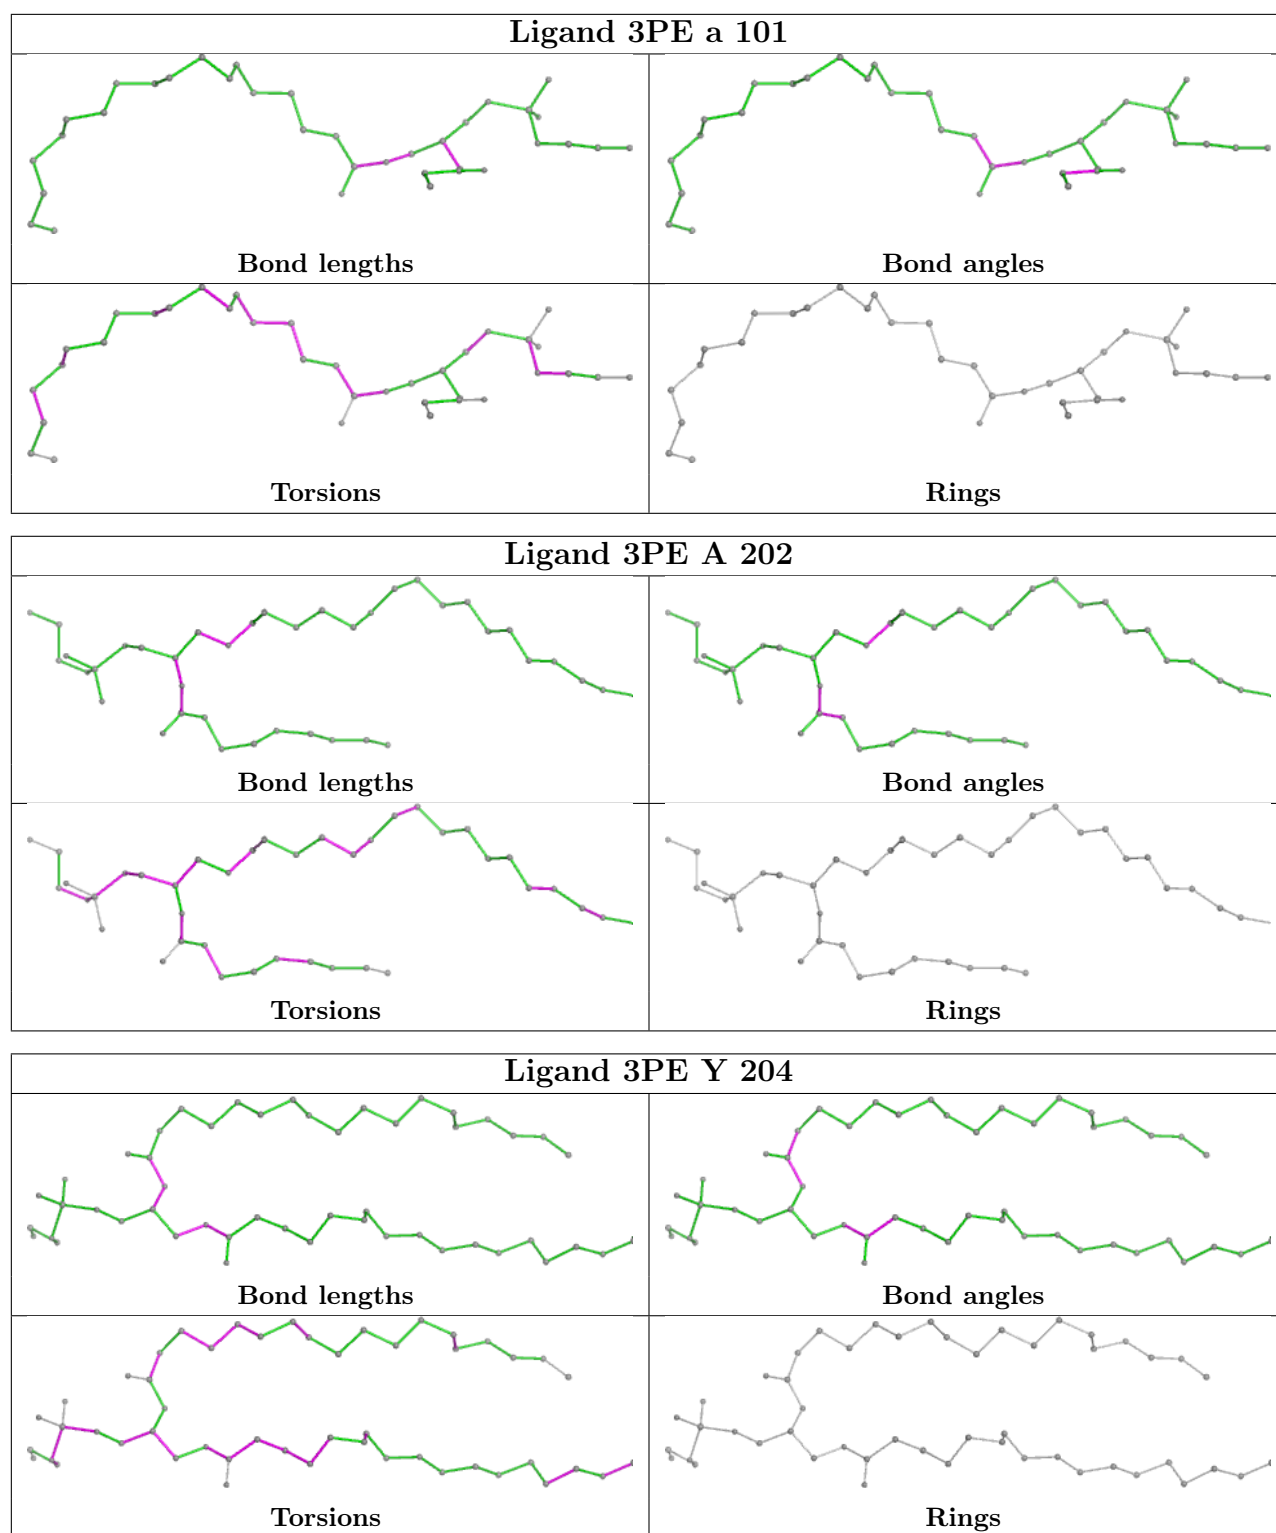 Ligand 3PE a 101
Bond lengths
Bond angles
Torsions
Rings
Ligand 3PE A 202
Bond lengths
Bond angles
Torsions
Rings
Ligand 3PE Y 204
Bond lengths
Bond angles
Torsions
Rings